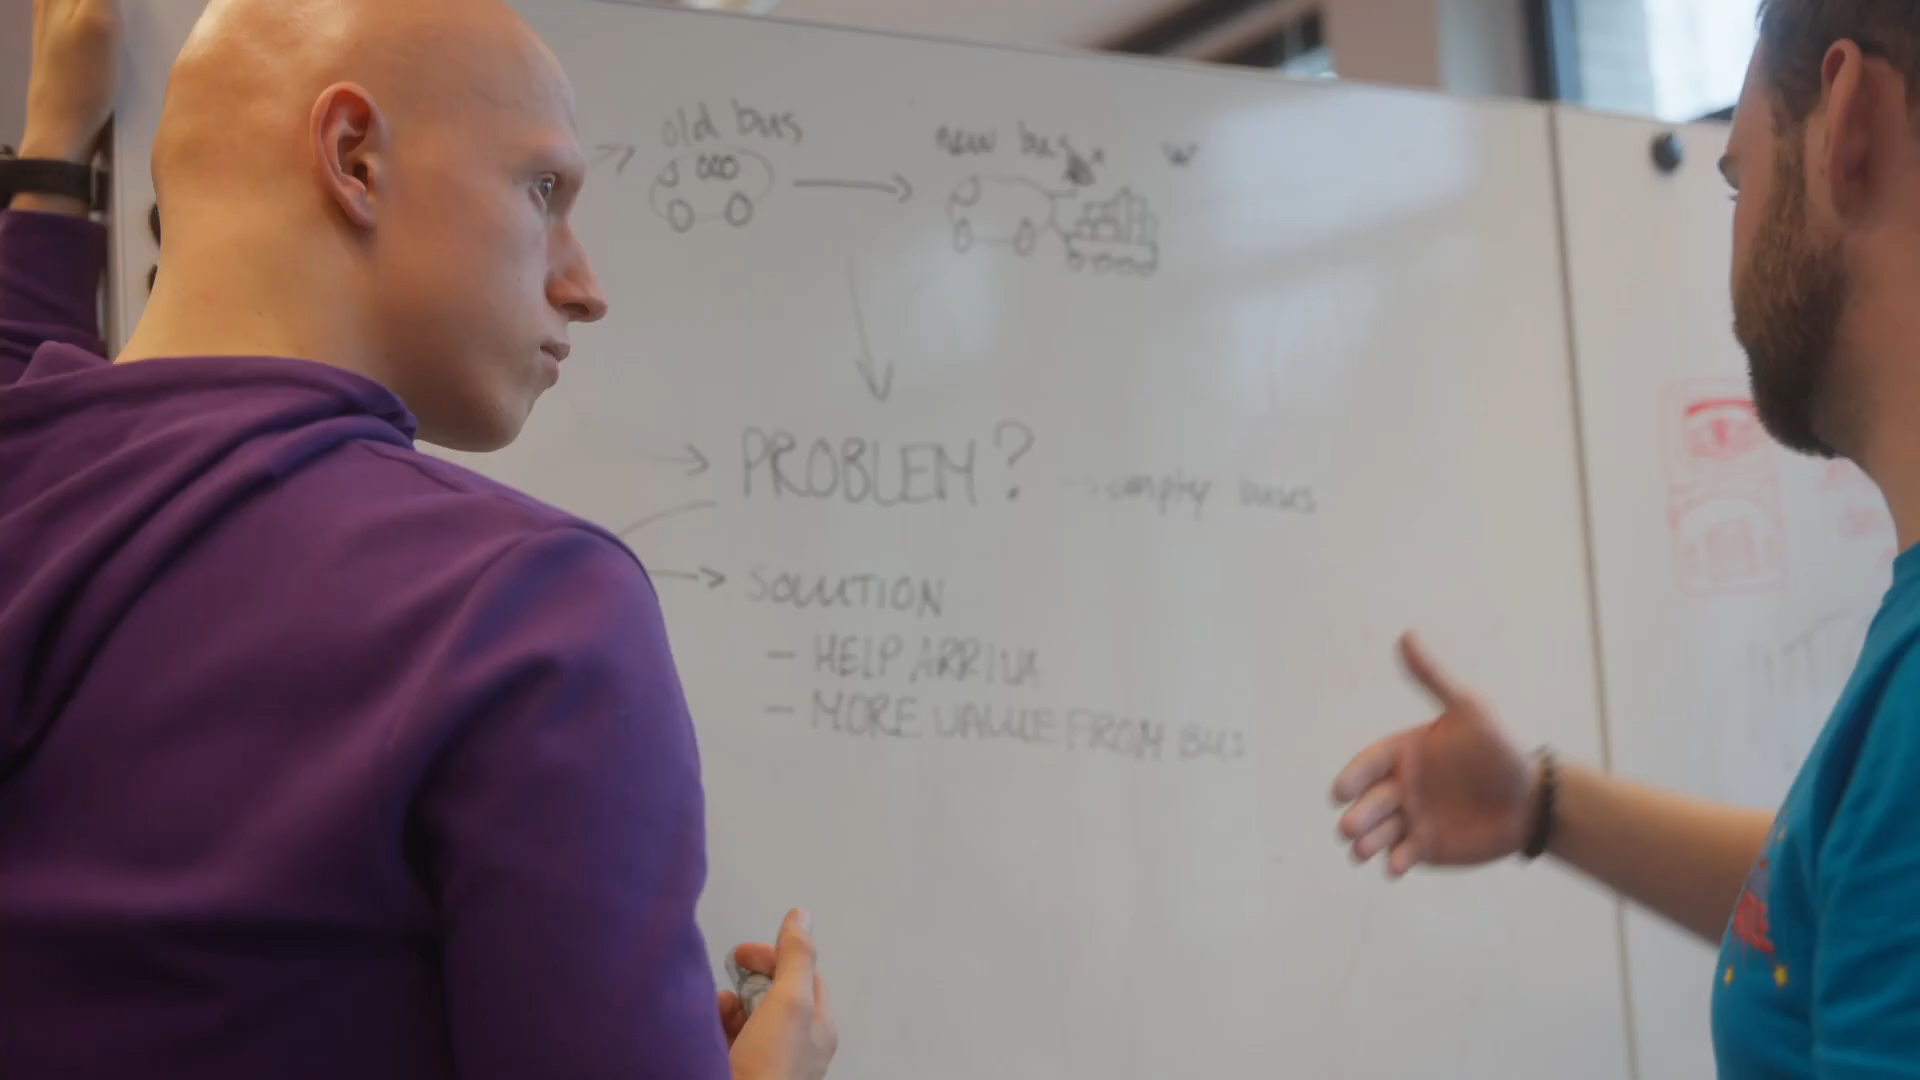 old bus
new bus
PROBLEM? → empty buses
SOLUTION
- HELP ARRIVA
- MORE VALUE FROM BUS